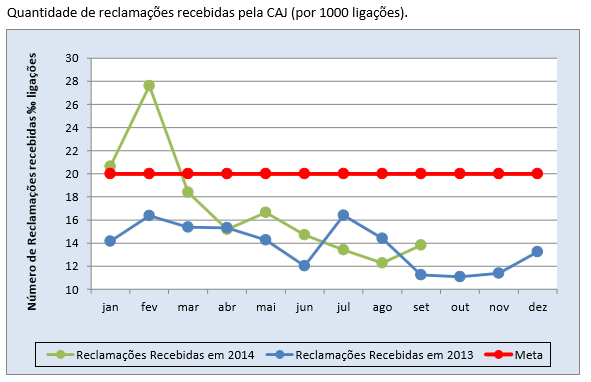 Quantidade de reclamações recebidas pela CAJ (por 1000 ligações).
Número de Reclamações recebidas ‰ ligações
30
28
26
24
22
20
18
16
14
12
10
jan fev mar abr mai jun jul ago set out nov dez
Reclamações Recebidas em 2014 Reclamações Recebidas em 2013 Meta